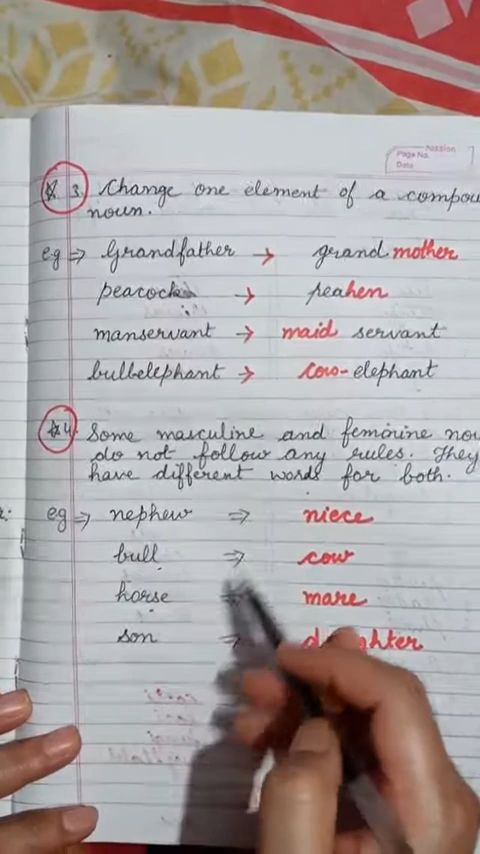 Page No.
Date
☆ 3. Change one element of a compou
noun.
eg ⇒ Grandfather → grand mother
peacock → peahen
manservant → maid servant
bullelephant → cow-elephant
☆ 4. Some masculine and feminine nou
do not follow any rules. They
have different words for both.
eg ⇒ nephew ⇒ niece
bull ⇒ cow
horse ⇒ mare
son ⇒